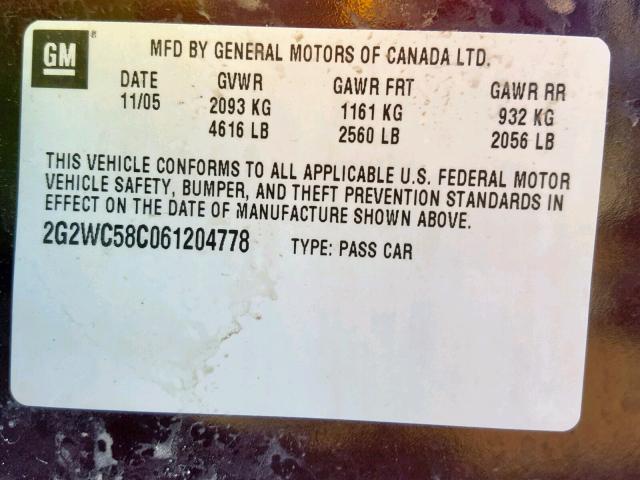 GM ®
MFD BY GENERAL MOTORS OF CANADA LTD.
DATE GVWR GAWR FRT GAWR RR
11/05 2093 KG 1161 KG 932 KG
4616 LB 2560 LB 2056 LB
THIS VEHICLE CONFORMS TO ALL APPLICABLE U.S. FEDERAL MOTOR
VEHICLE SAFETY, BUMPER, AND THEFT PREVENTION STANDARDS IN
EFFECT ON THE DATE OF MANUFACTURE SHOWN ABOVE.
2G2WC58C061204778 TYPE: PASS CAR